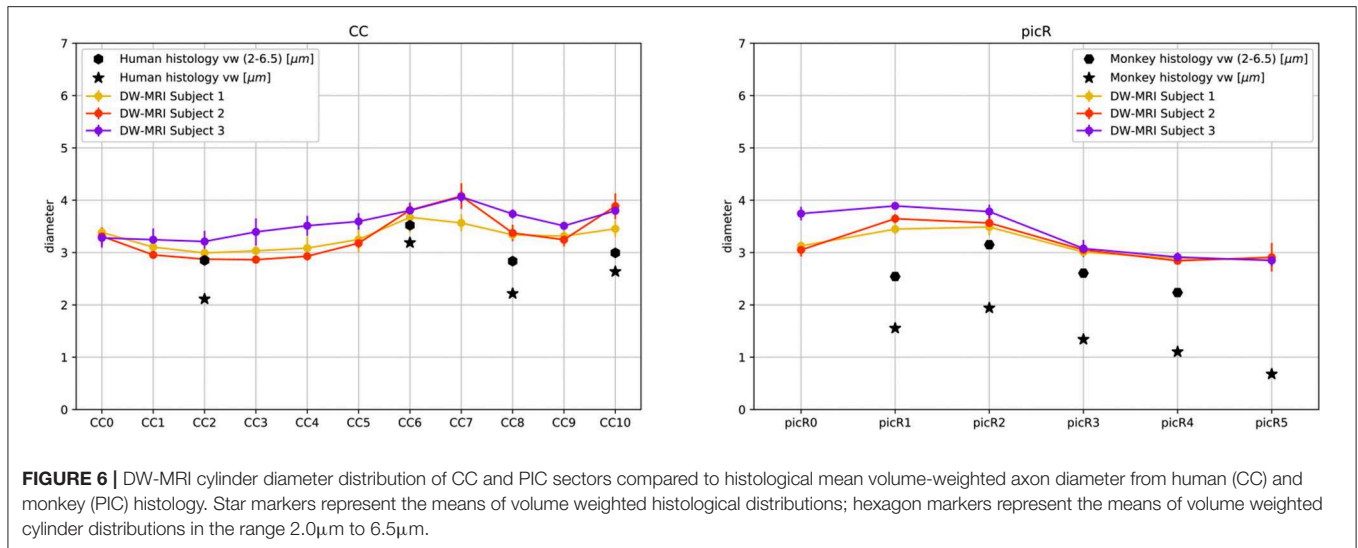 CC
7
6
5
4
3
2
1
0
diameter
Human histology vw (2-6.5) [μm]
Human histology vw [μm]
DW-MRI Subject 1
DW-MRI Subject 2
DW-MRI Subject 3
CC0 CC1 CC2 CC3 CC4 CC5 CC6 CC7 CC8 CC9 CC10
picR
7
6
5
4
3
2
1
0
diameter
Monkey histology vw (2-6.5) [μm]
Monkey histology vw [μm]
DW-MRI Subject 1
DW-MRI Subject 2
DW-MRI Subject 3
picR0 picR1 picR2 picR3 picR4 picR5
FIGURE 6 | DW-MRI cylinder diameter distribution of CC and PIC sectors compared to histological mean volume-weighted axon diameter from human (CC) and
monkey (PIC) histology. Star markers represent the means of volume weighted histological distributions; hexagon markers represent the means of volume weighted
cylinder distributions in the range 2.0μm to 6.5μm.